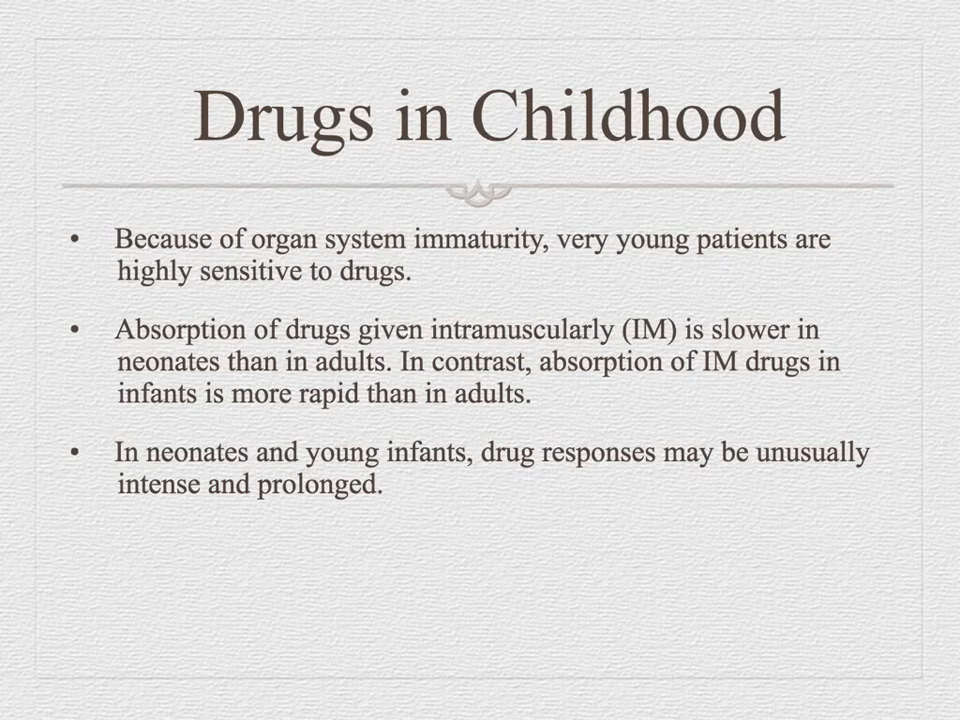 Drugs in Childhood
• Because of organ system immaturity, very young patients are
highly sensitive to drugs.
• Absorption of drugs given intramuscularly (IM) is slower in
neonates than in adults. In contrast, absorption of IM drugs in
infants is more rapid than in adults.
• In neonates and young infants, drug responses may be unusually
intense and prolonged.